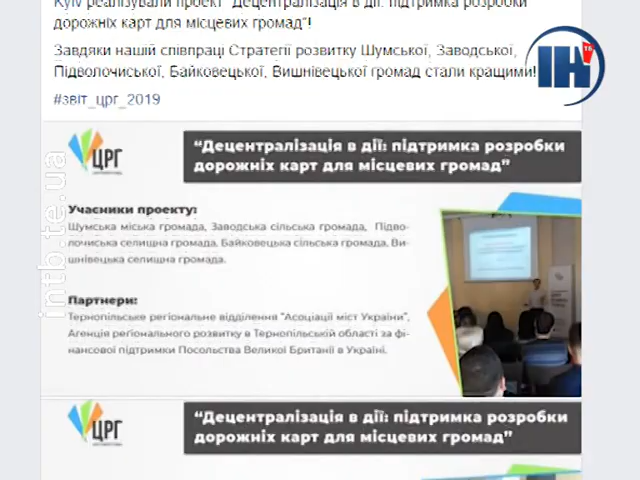 Kyiv реалізували проект "Децентралізація в дії: підтримка розробки
дорожніх карт для місцевих громад"!
Завдяки нашій співпраці Стратегії розвитку Шумської, Заводської,
Підволочиської, Байковецької, Вишнівецької громад стали кращими!
#звіт_црг_2019
ІНТБ
ЦРГ
"Децентралізація в дії: підтримка розробки
дорожніх карт для місцевих громад"
Учасники проекту:
Шумська міська громада, Заводська сільська громада, Підво-
лочиська селищна громада, Байковецька сільська громада, Ви-
шнівецька селищна громада.
Партнери:
Тернопільське регіональне відділення "Асоціації міст України",
Агенція регіонального розвитку в Тернопільській області за фі-
нансової підтримки Посольства Великої Британії в Україні.
intb.te.ua
ЦРГ
"Децентралізація в дії: підтримка розробки
дорожніх карт для місцевих громад"